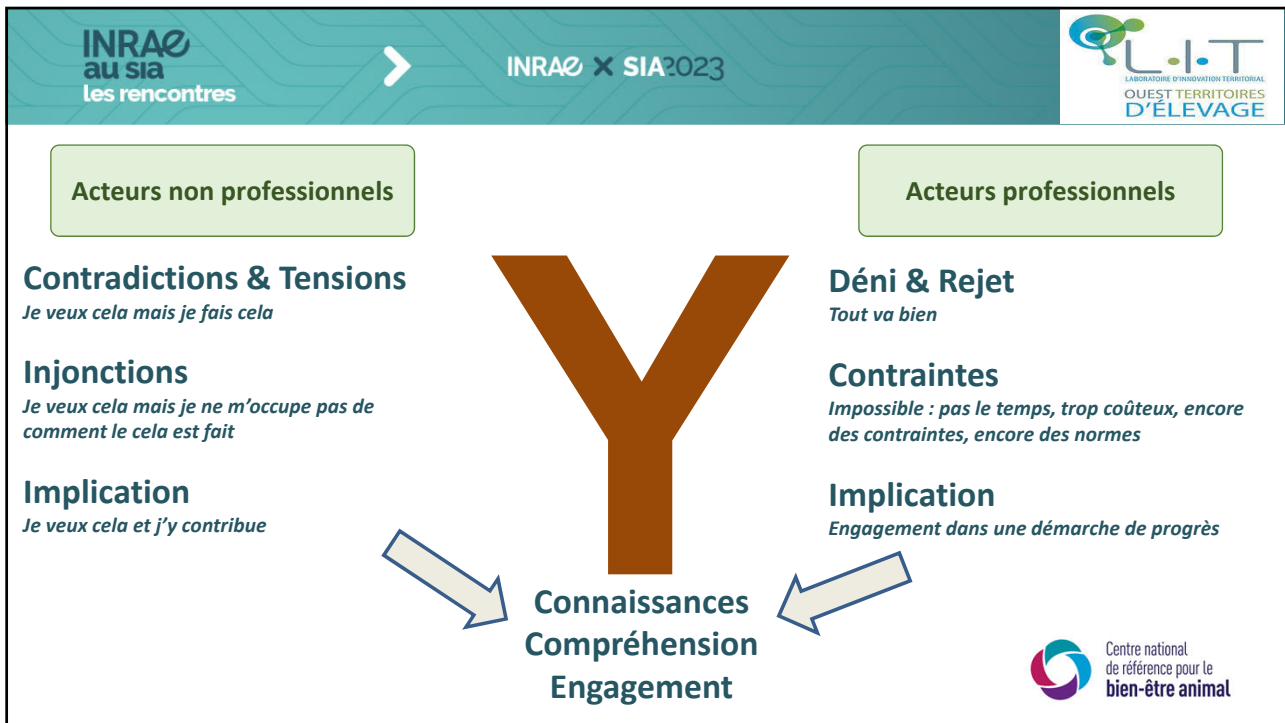 INRAE
au sia
les rencontres
INRAE X SIA2023
L.I.T
LABORATOIRE D'INNOVATION TERRITORIAL
OUEST TERRITOIRES
D'ÉLEVAGE
Acteurs non professionnels
Contradictions & Tensions
Je veux cela mais je fais cela
Injonctions
Je veux cela mais je ne m'occupe pas de
comment le cela est fait
Implication
Je veux cela et j'y contribue
Y
Acteurs professionnels
Déni & Rejet
Tout va bien
Contraintes
Impossible : pas le temps, trop coûteux, encore
des contraintes, encore des normes
Implication
Engagement dans une démarche de progrès
Connaissances
Compréhension
Engagement
Centre national
de référence pour le
bien-être animal